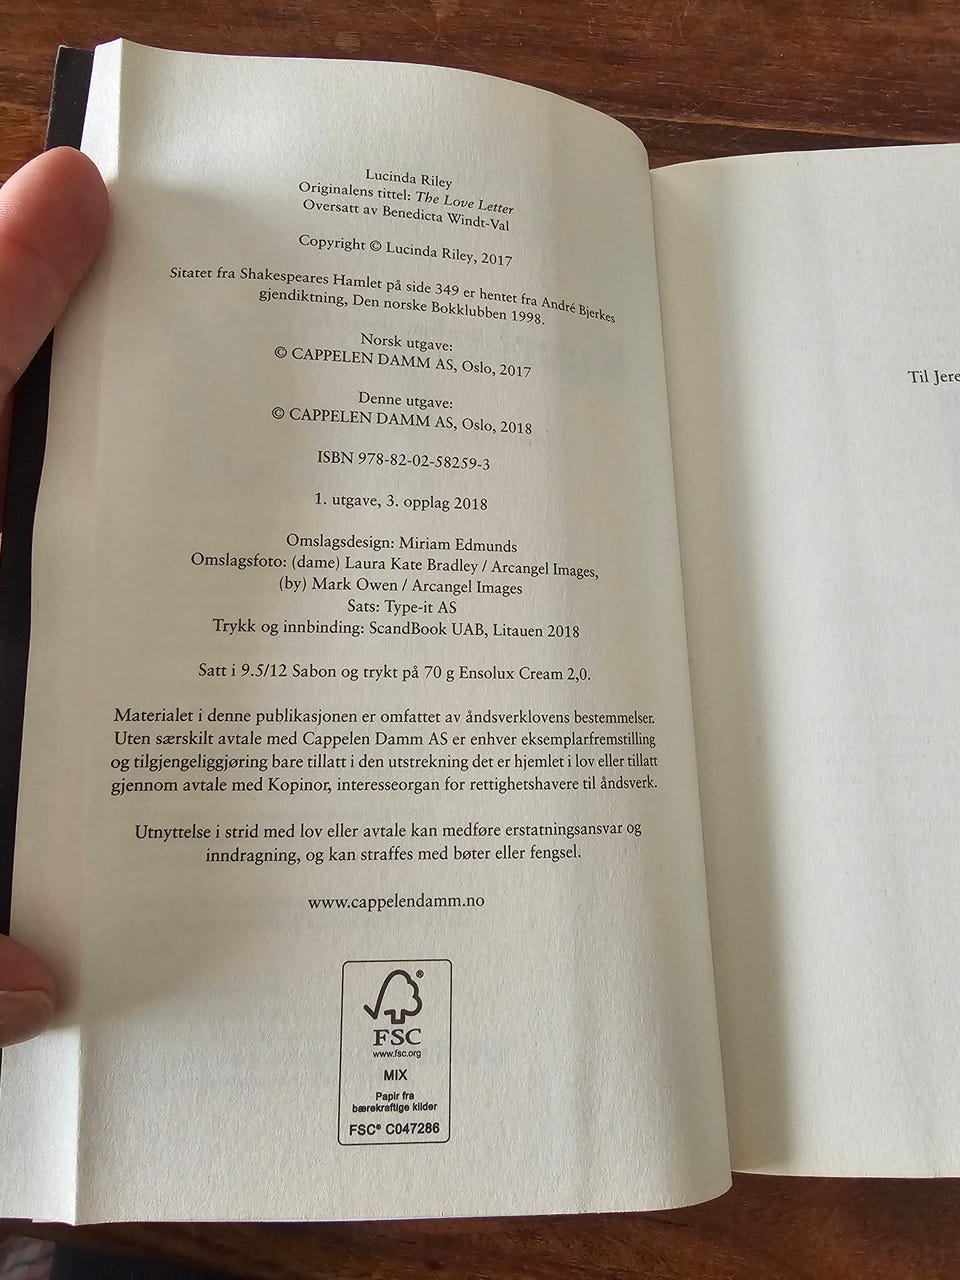 Lucinda Riley
Originalens tittel: The Love Letter
Oversatt av Benedicta Windt-Val
Copyright © Lucinda Riley, 2017
Sitatet fra Shakespeares Hamlet på side 349 er hentet fra André Bjerkes
gjendiktning, Den norske Bokklubben 1998.
Norsk utgave:
© CAPPELEN DAMM AS, Oslo, 2017
Denne utgave:
© CAPPELEN DAMM AS, Oslo, 2018
ISBN 978-82-02-58259-3
1. utgave, 3. opplag 2018
Omslagsdesign: Miriam Edmunds
Omslagsfoto: (dame) Laura Kate Bradley / Arcangel Images,
(by) Mark Owen / Arcangel Images
Sats: Type-it AS
Trykk og innbinding: ScandBook UAB, Litauen 2018
Satt i 9.5/12 Sabon og trykt på 70 g Ensolux Cream 2,0.
Materialet i denne publikasjonen er omfattet av åndsverklovens bestemmelser.
Uten særskilt avtale med Cappelen Damm AS er enhver eksemplarfremstilling
og tilgjengeliggjøring bare tillatt i den utstrekning det er hjemlet i lov eller tillatt
gjennom avtale med Kopinor, interesseorgan for rettighetshavere til åndsverk.
Utnyttelse i strid med lov eller avtale kan medføre erstatningsansvar og
inndragning, og kan straffes med bøter eller fengsel.
www.cappelendamm.no
FSC
www.fsc.org
MIX
Papir fra
bærekraftige kilder
FSC® C047286
Til Jere